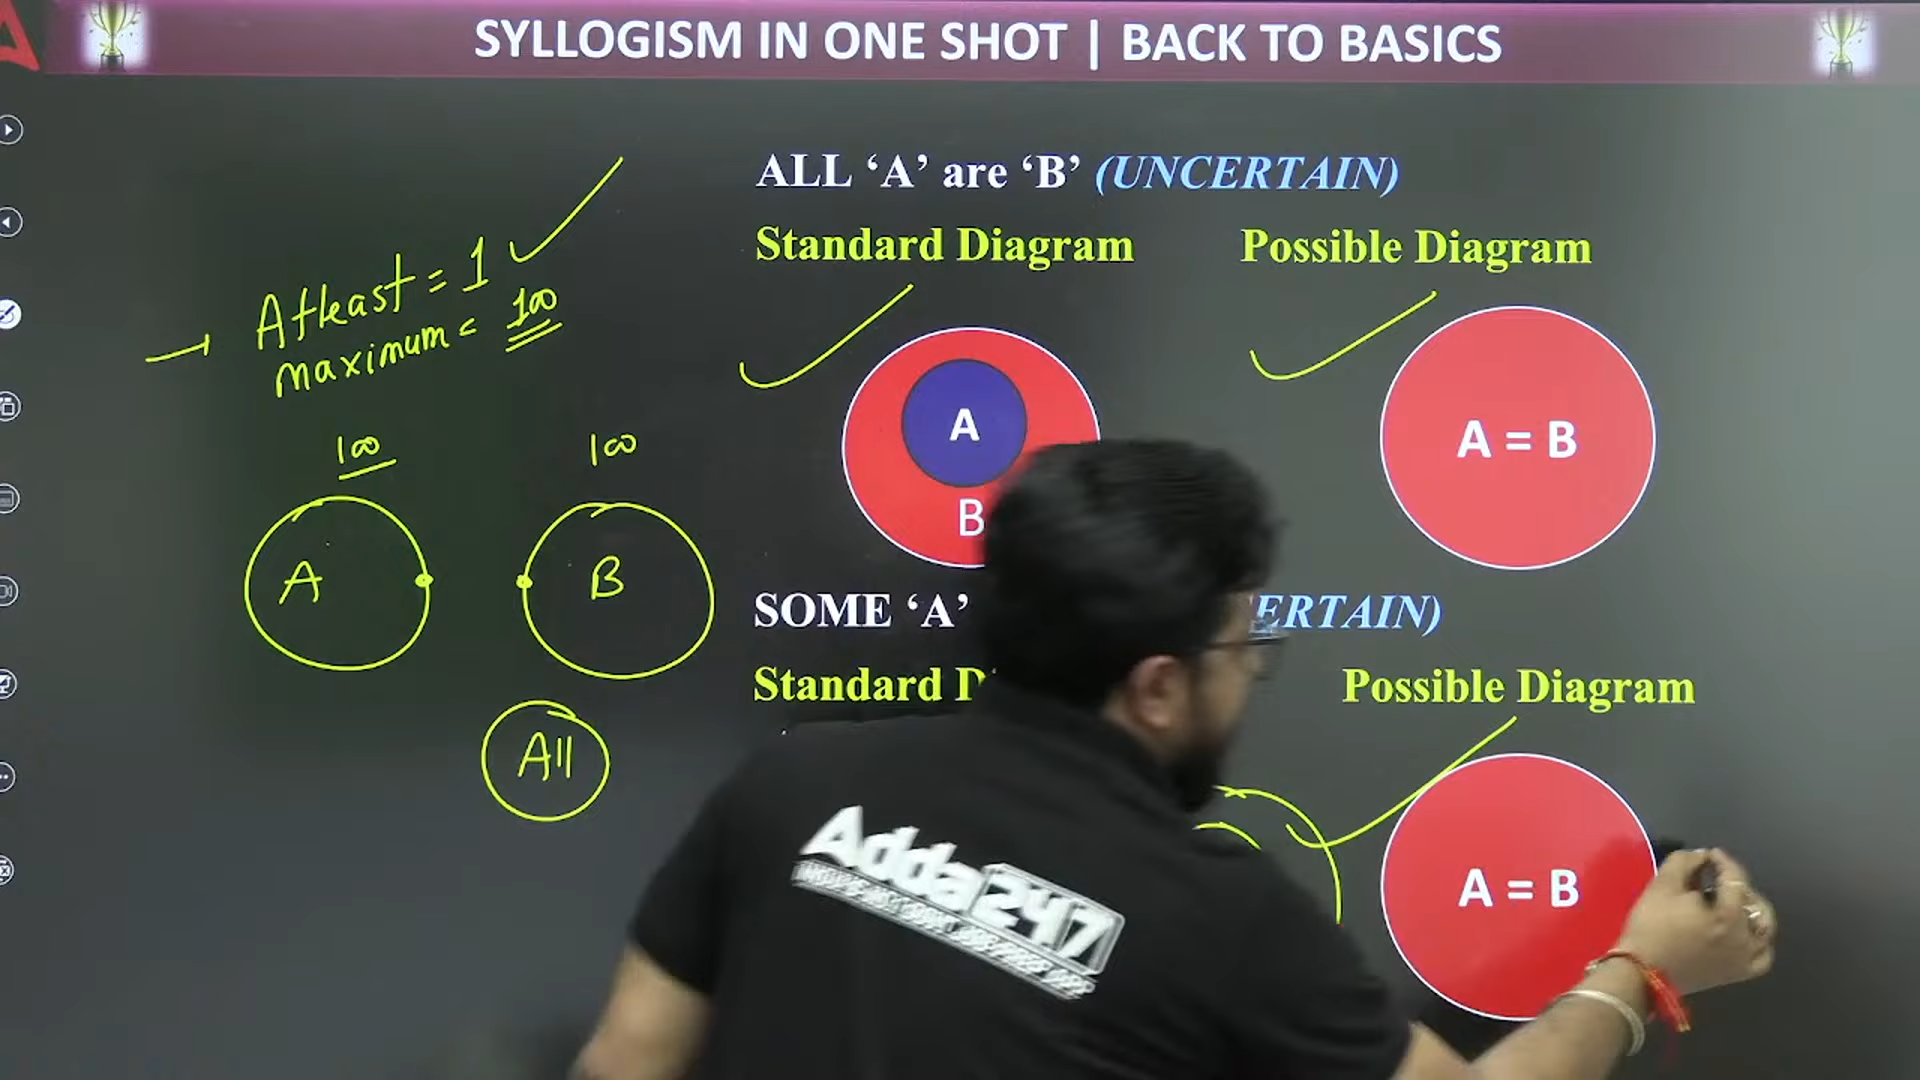 SYLLOGISM IN ONE SHOT | BACK TO BASICS
ALL ‘A’ are ‘B’ (UNCERTAIN)
Standard Diagram
Possible Diagram
Atleast = 1
maximum = 100
A
B
A = B
100
100
A
B
All
SOME ‘A’
ERTAIN)
Standard D
Possible Diagram
A = B
Adda247